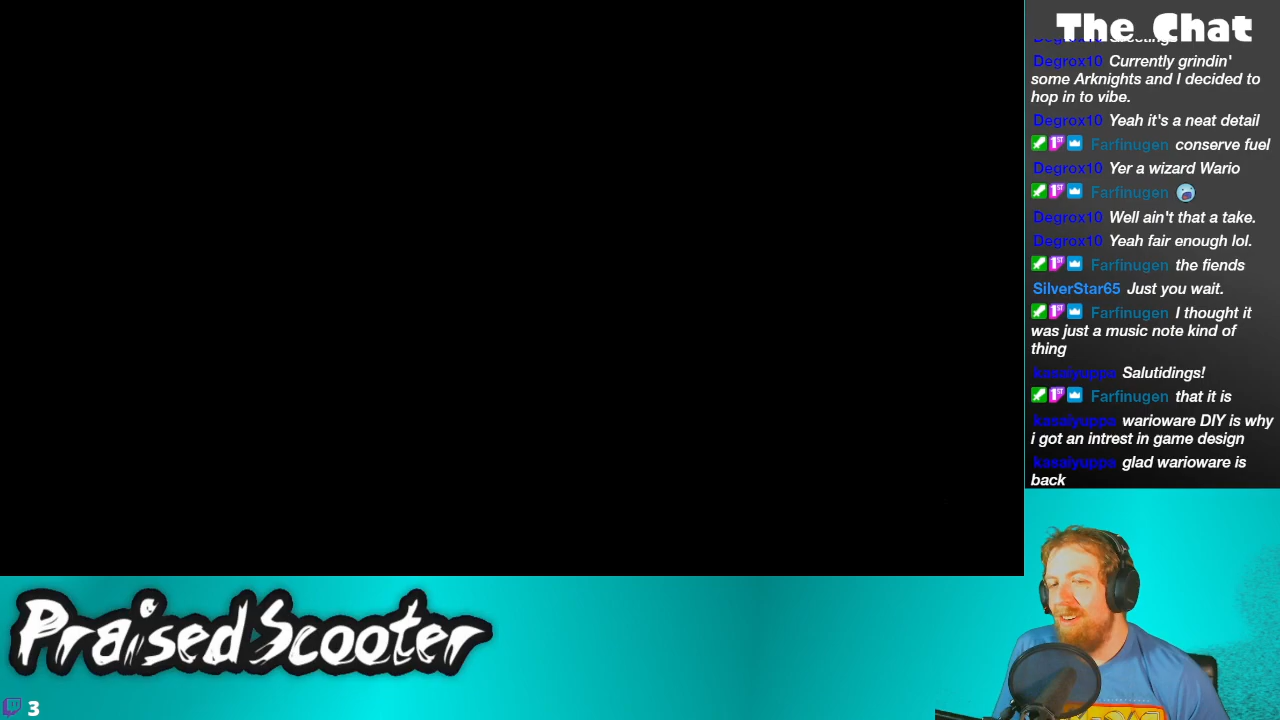 The Chat
Degrox10 Currently grindin'
some Arknights and I decided to
hop in to vibe.
Degrox10 Yeah it's a neat detail
Farfinugen conserve fuel
Degrox10 Yer a wizard Wario
Farfinugen
Degrox10 Well ain't that a take.
Degrox10 Yeah fair enough lol.
Farfinugen the fiends
SilverStar65 Just you wait.
Farfinugen I thought it
was just a music note kind of
thing
kasaiyuppa Salutidings!
Farfinugen that it is
kasaiyuppa warioware DIY is why
i got an intrest in game design
kasaiyuppa glad warioware is
back
PraisedScooter
3